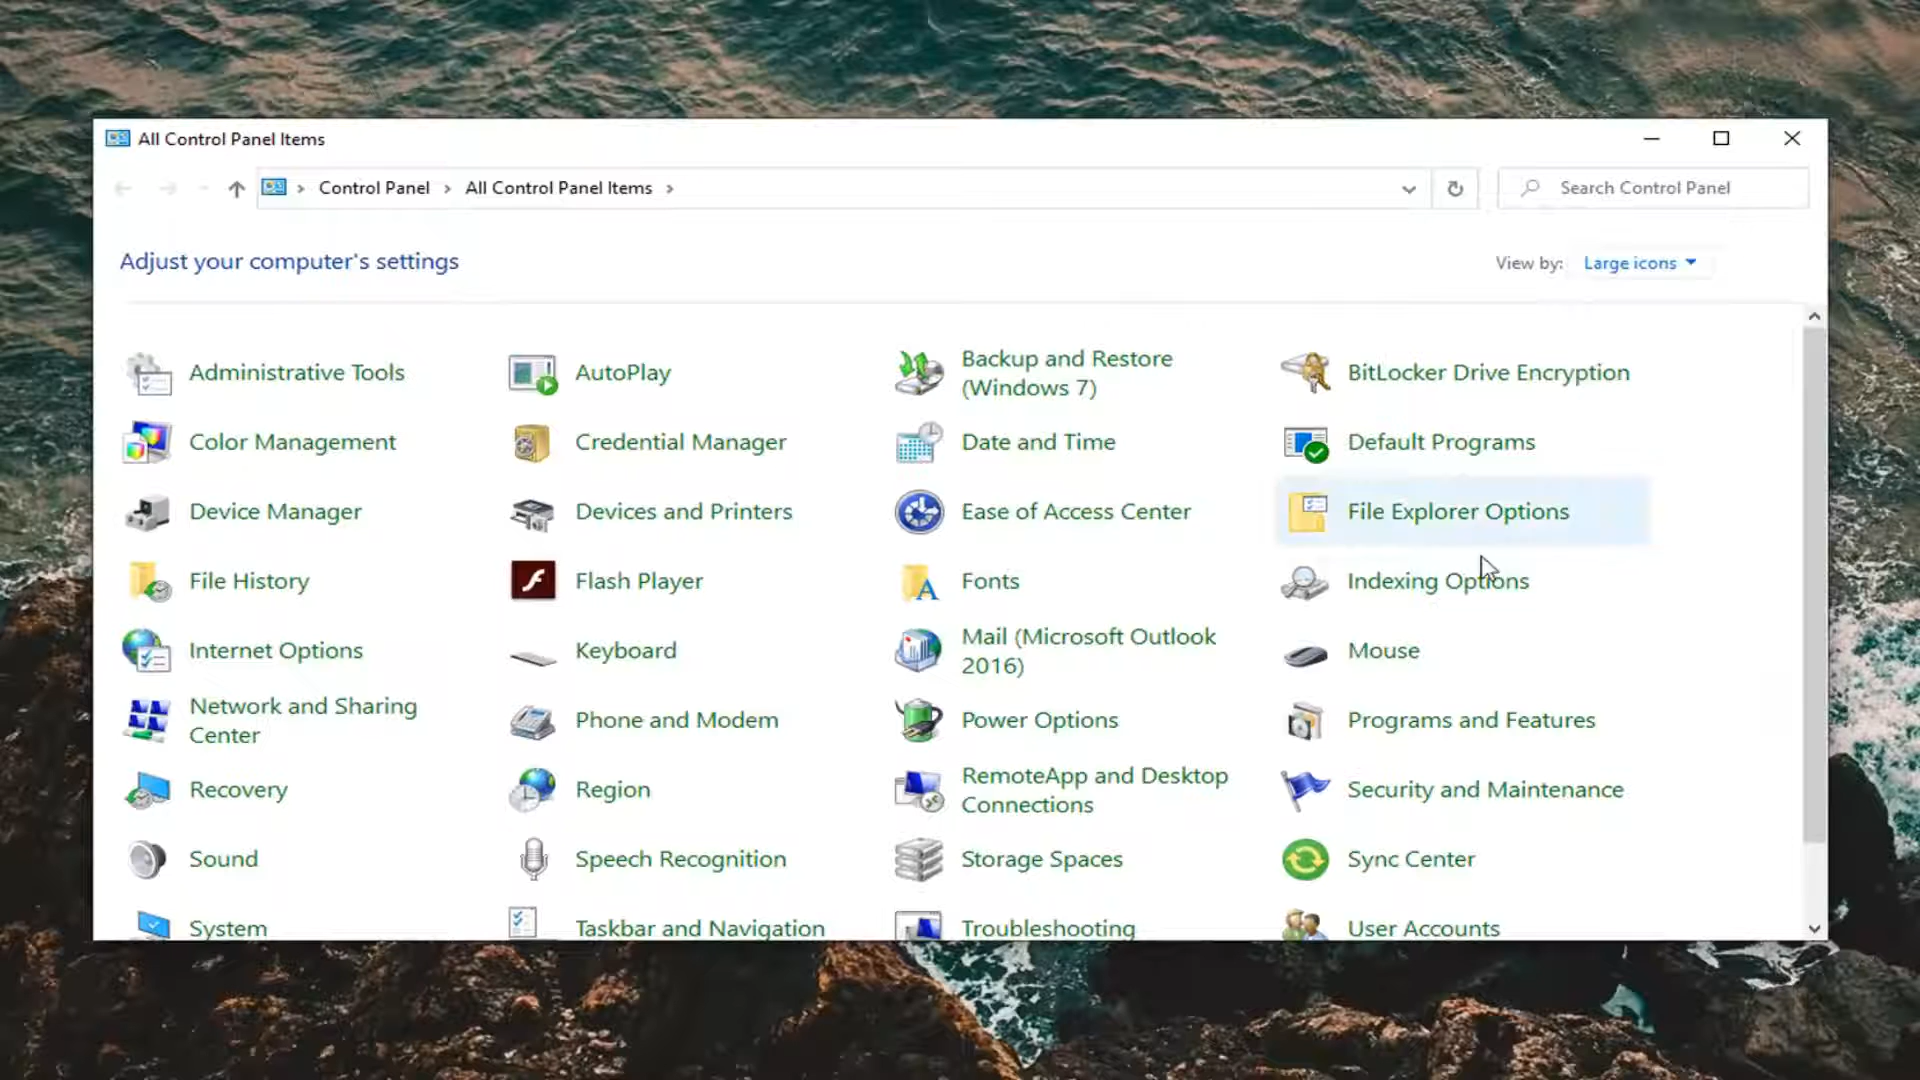 All Control Panel Items
Control Panel
All Control Panel Items
Search Control Panel
Adjust your computer's settings
View by:
Large icons
Administrative Tools
AutoPlay
Backup and Restore
(Windows 7)
BitLocker Drive Encryption
Color Management
Credential Manager
Date and Time
Default Programs
Device Manager
Devices and Printers
Ease of Access Center
File Explorer Options
File History
Flash Player
Fonts
Indexing Options
Internet Options
Keyboard
Mail (Microsoft Outlook
2016)
Mouse
Network and Sharing
Center
Phone and Modem
Power Options
Programs and Features
Recovery
Region
RemoteApp and Desktop
Connections
Security and Maintenance
Sound
Speech Recognition
Storage Spaces
Sync Center
System
Taskbar and Navigation
Troubleshooting
User Accounts